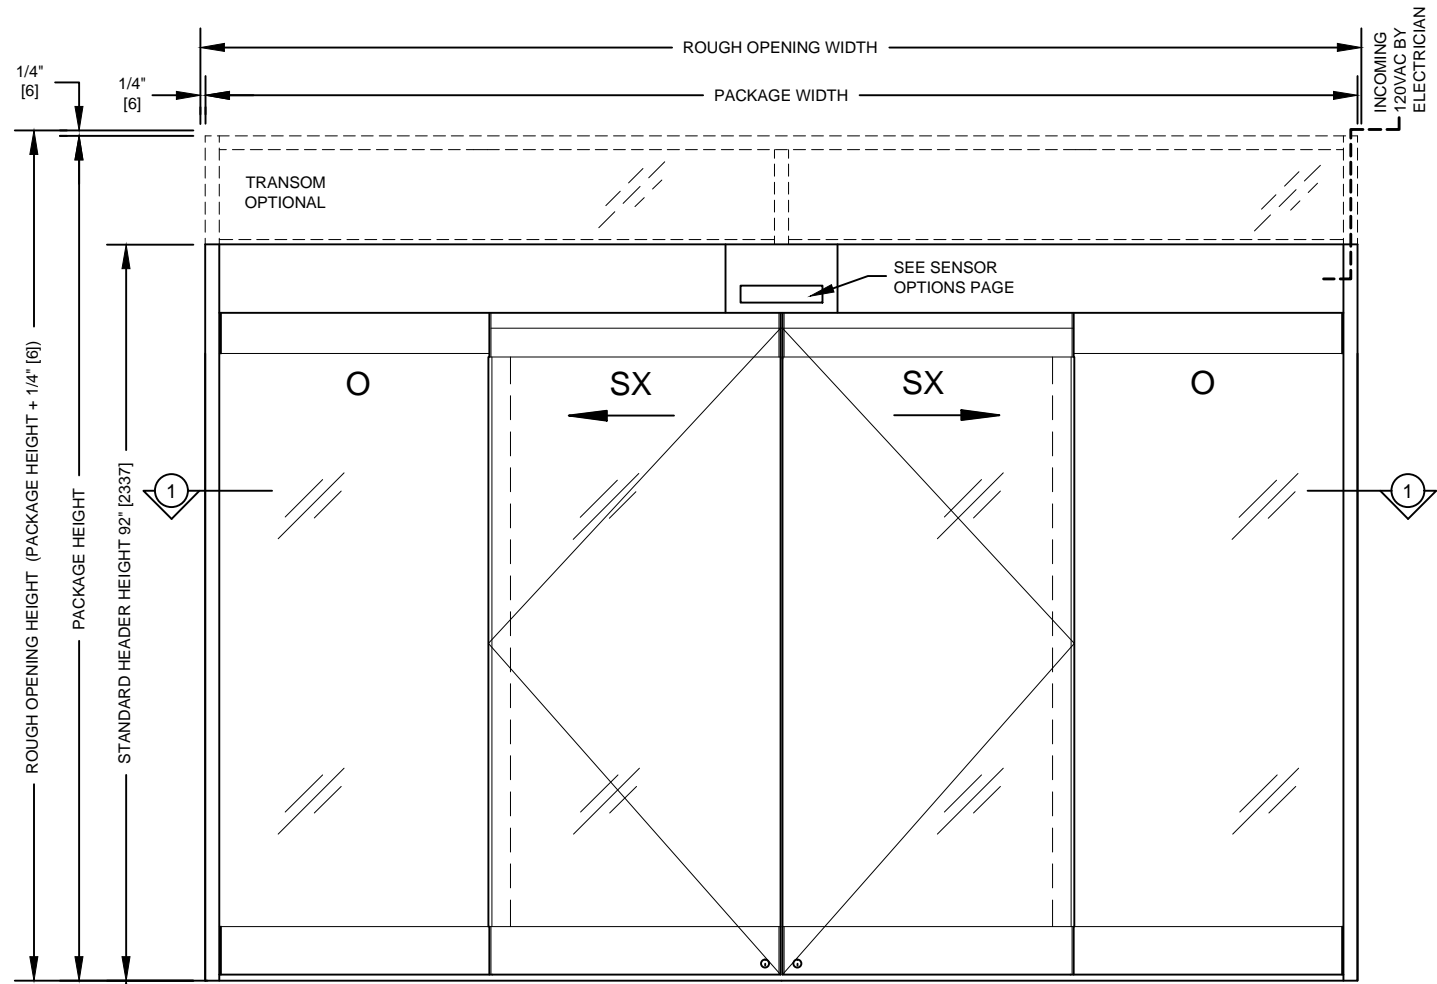 ROUGH OPENING WIDTH
INCOMING
120VAC BY
ELECTRICIAN
1/4"
[6]
1/4"
[6]
PACKAGE WIDTH
TRANSOM
OPTIONAL
SEE SENSOR
OPTIONS PAGE
O
SX
SX
O
ROUGH OPENING HEIGHT (PACKAGE HEIGHT + 1/4" [6])
PACKAGE HEIGHT
STANDARD HEADER HEIGHT 92" [2337]
1
1